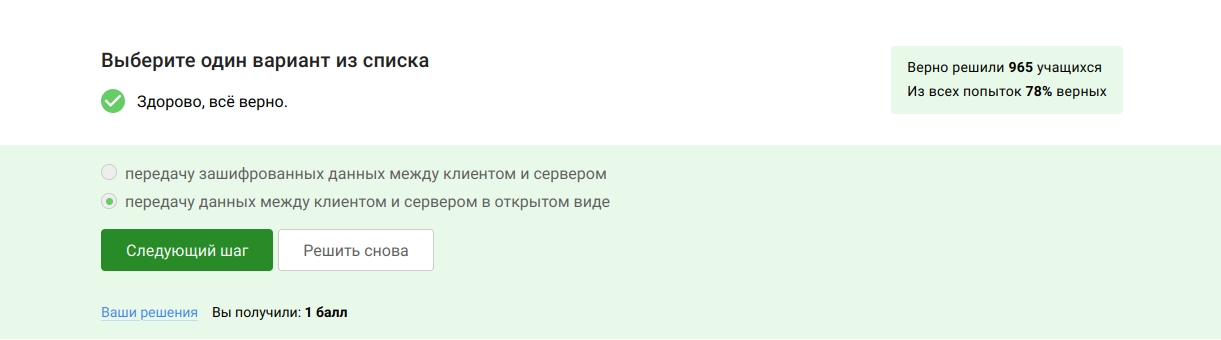 Выберите один вариант из списка
Здорово, всё верно.
Верно решили 965 учащихся
Из всех попыток 78% верных
передачу зашифрованных данных между клиентом и сервером
передачу данных между клиентом и сервером в открытом виде
Следующий шаг
Решить снова
Ваши решения Вы получили: 1 балл